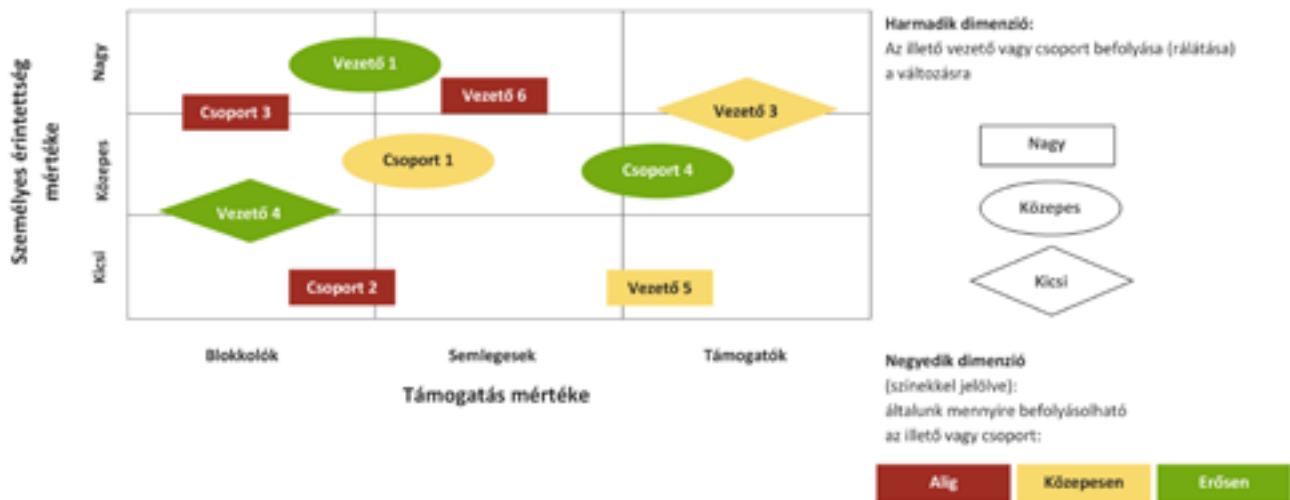 Személyes érintettség
mértéke
Nagy
Közepes
Kicsi
Vezető 1
Vezető 6
Csoport 3
Vezető 3
Csoport 1
Csoport 4
Vezető 4
Csoport 2
Vezető 5
Blokkolók
Semlegesek
Támogatók
Támogatás mértéke
Harmadik dimenzió:
Az illető vezető vagy csoport befolyása (rálátása)
a változásra
Nagy
Közepes
Kicsi
Negyedik dimenzió
(színekkel jelölve):
általunk mennyire befolyásolható
az illető vagy csoport:
Alig
Közepesen
Erősen